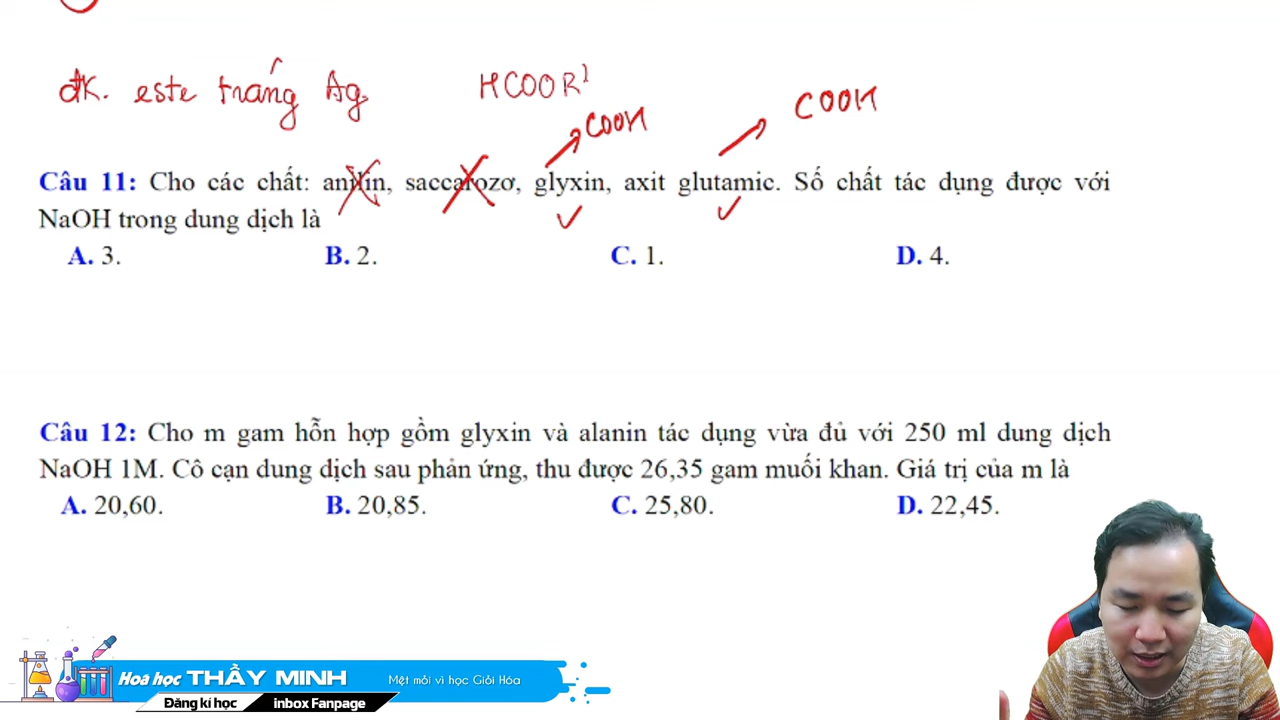 đk. este tráng Ag. HCOOR'
COOH COOH
Câu 11: Cho các chất: anilin, saccarozơ, glyxin, axit glutamic. Số chất tác dụng được với
NaOH trong dung dịch là
A. 3. B. 2. C. 1. D. 4.
Câu 12: Cho m gam hỗn hợp gồm glyxin và alanin tác dụng vừa đủ với 250 ml dung dịch
NaOH 1M. Cô cạn dung dịch sau phản ứng, thu được 26,35 gam muối khan. Giá trị của m là
A. 20,60. B. 20,85. C. 25,80. D. 22,45.
Hoá học THẦY MINH Mệt mỏi vì học Giỏi Hóa
Đăng kí học inbox Fanpage